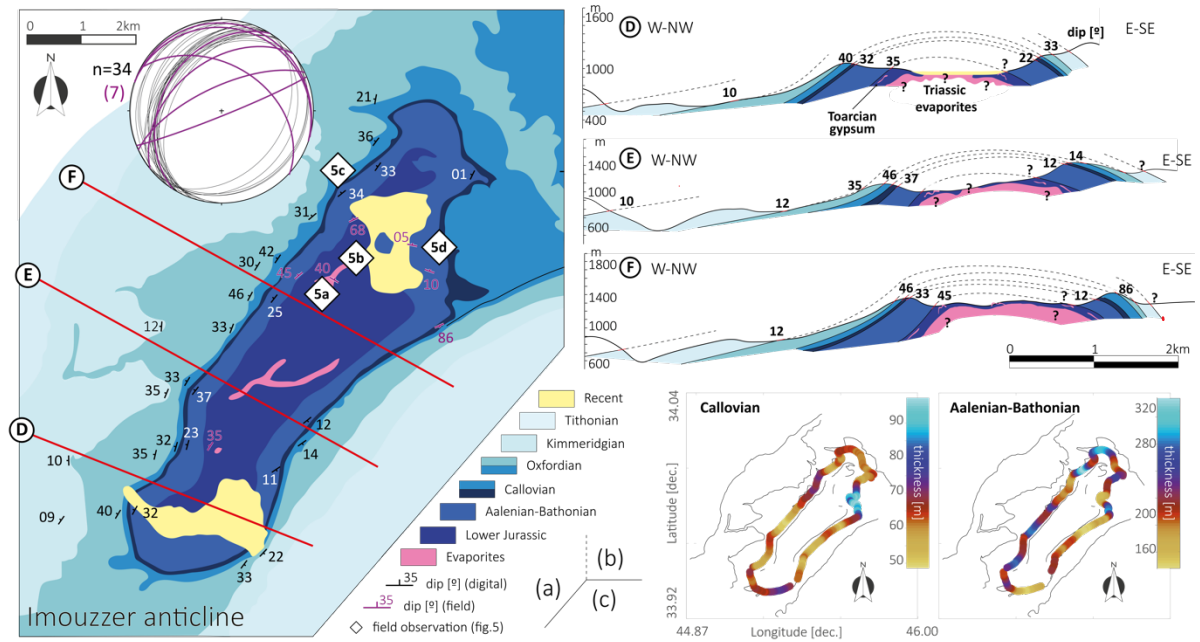 0 1 2km
n=34
(7)
21
36
33
5c
01
34
31
68
05
5d
42
30
45
40
5b
46
25
5a
10
33
12
86
33
35
37
12
23
35
32
35
14
10
11
40
32
09
22
33
F
E
D
Imouzzer anticline
Recent
Tithonian
Kimmeridgian
Oxfordian
Callovian
Aalenian-Bathonian
Lower Jurassic
Evaporites
35 dip [º] (digital)
35 dip [º] (field)
field observation (fig.5)
(a)
(b)
(c)
m
1600
1000
400
D W-NW
E-SE
dip [º]
10
40 32 35
?
22
33
? ? ?
Toarcian
gypsum
Triassic
evaporites
m
1400
1000
600
E W-NW
E-SE
10
12
35
46
37
?
?
12
14
?
m
1800
1400
1000
600
F W-NW
E-SE
12
46
33
45
?
?
12
86
?
0 1 2km
Callovian
90
80
70
60
50
thickness [m]
Aalenian-Bathonian
320
280
240
200
160
thickness [m]
34.04
Latitude [dec.]
33.92
44.87
Longitude [dec.]
46.00